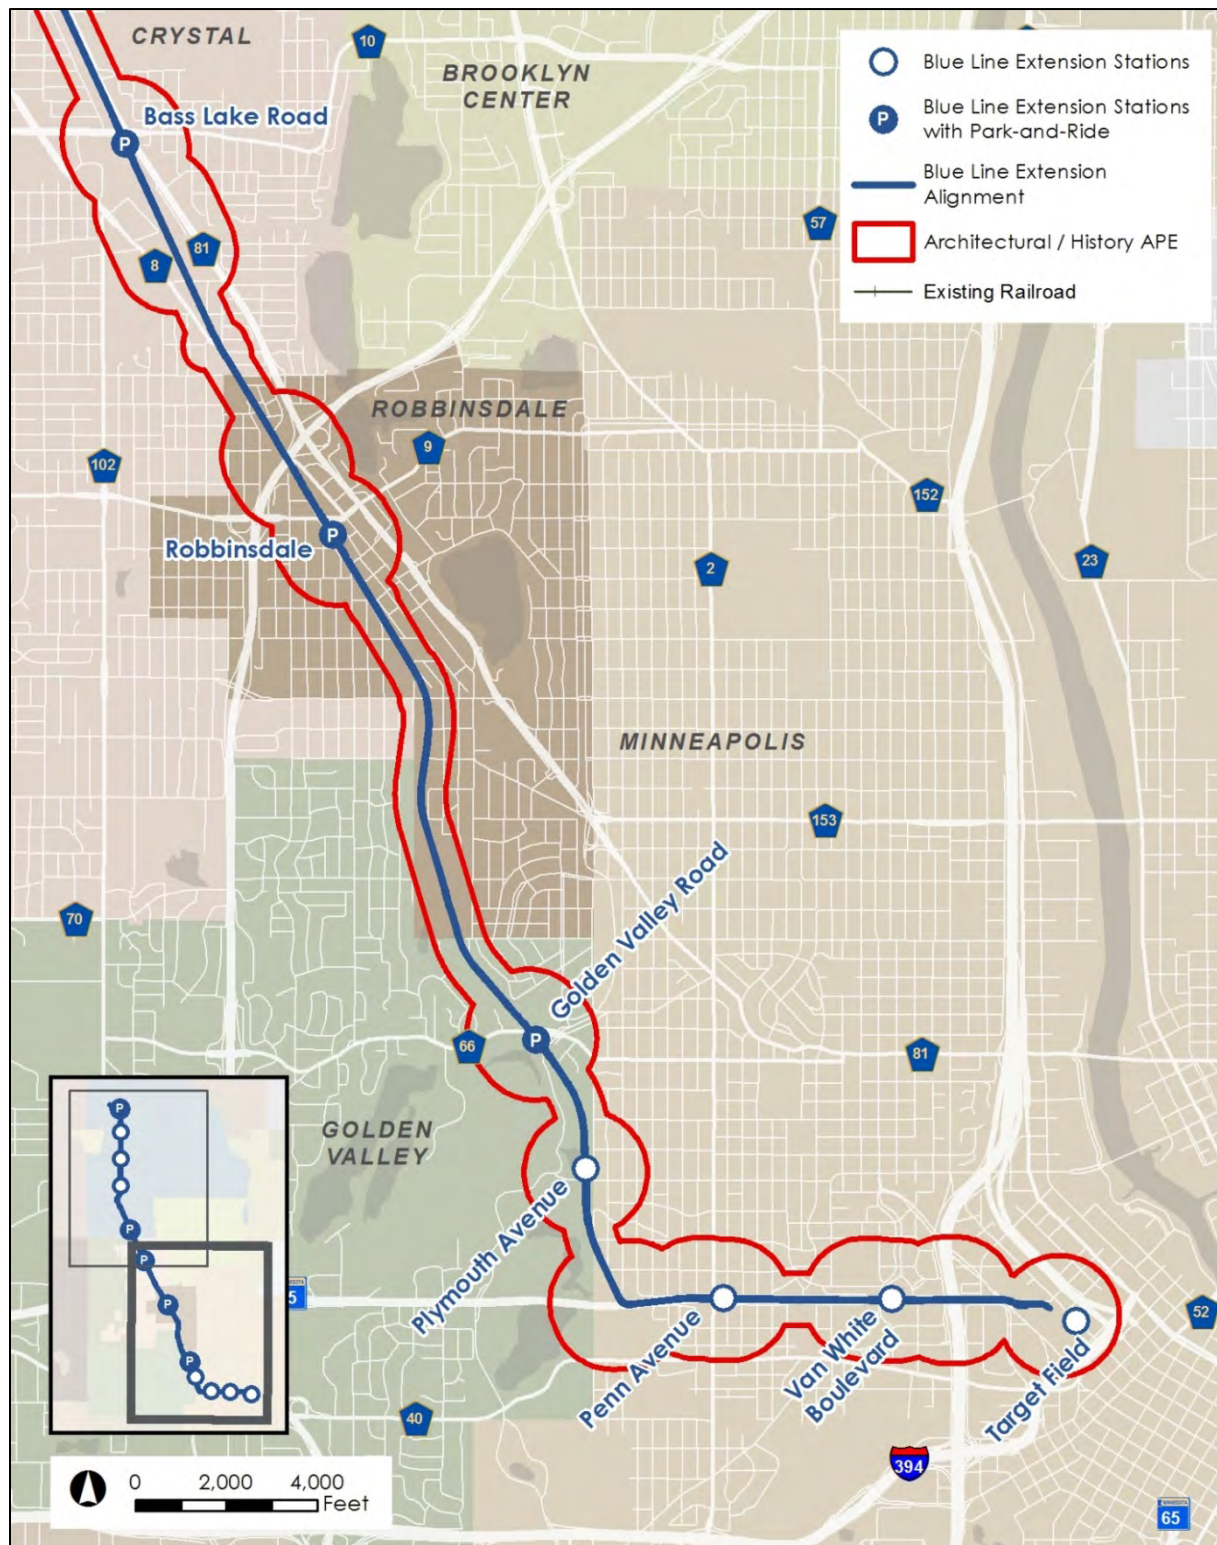 CRYSTAL
10
BROOKLYN
CENTER
Blue Line Extension Stations
P
Blue Line Extension Stations
with Park-and-Ride
Blue Line Extension
Alignment
Architectural / History APE
Existing Railroad
Bass Lake Road
P
57
81
8
ROBBINSDALE
9
102
152
P
Robbinsdale
2
23
MINNEAPOLIS
153
70
Golden Valley Road
P
66
81
GOLDEN
VALLEY
P
P
P
P
P
5
Plymouth Avenue
Penn Avenue
Van White
Boulevard
Target Field
52
40
394
0 2,000 4,000
Feet
MINNESOTA
65